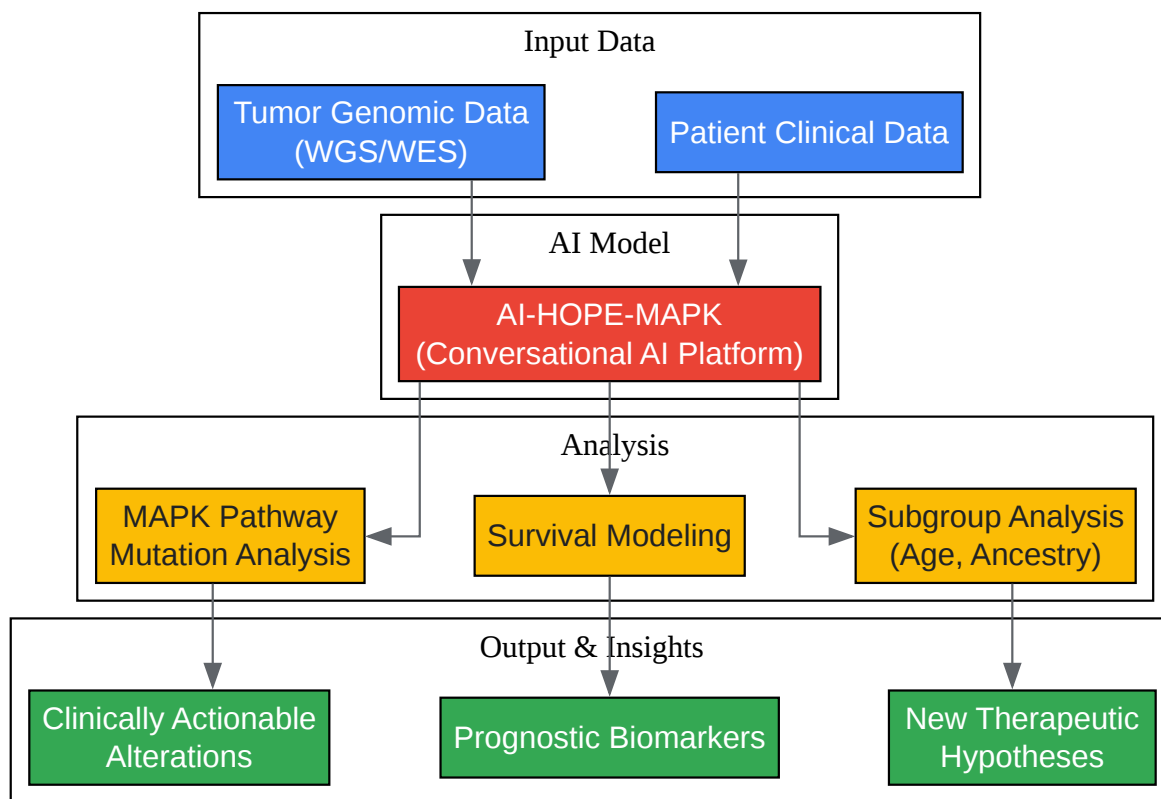 Input Data
Tumor Genomic Data
(WGS/WES)
Patient Clinical Data
AI Model
AI-HOPE-MAPK
(Conversational AI Platform)
Analysis
MAPK Pathway
Mutation Analysis
Survival Modeling
Subgroup Analysis
(Age, Ancestry)
Output & Insights
Clinically Actionable
Alterations
Prognostic Biomarkers
New Therapeutic
Hypotheses